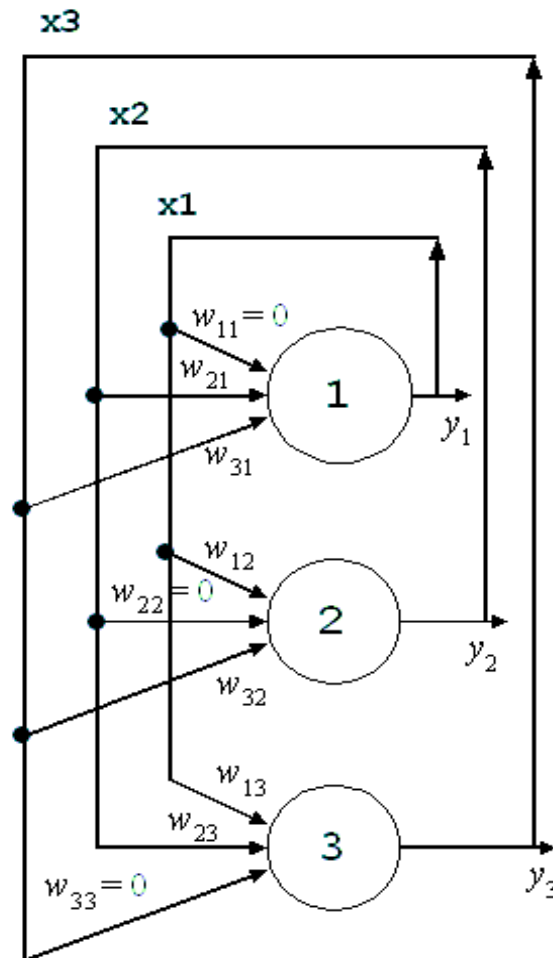 x3
x2
x1
w11 = 0
w21
1
y1
w31
w12
w22 = 0
2
y2
w32
w13
w23
3
w33 = 0
y3